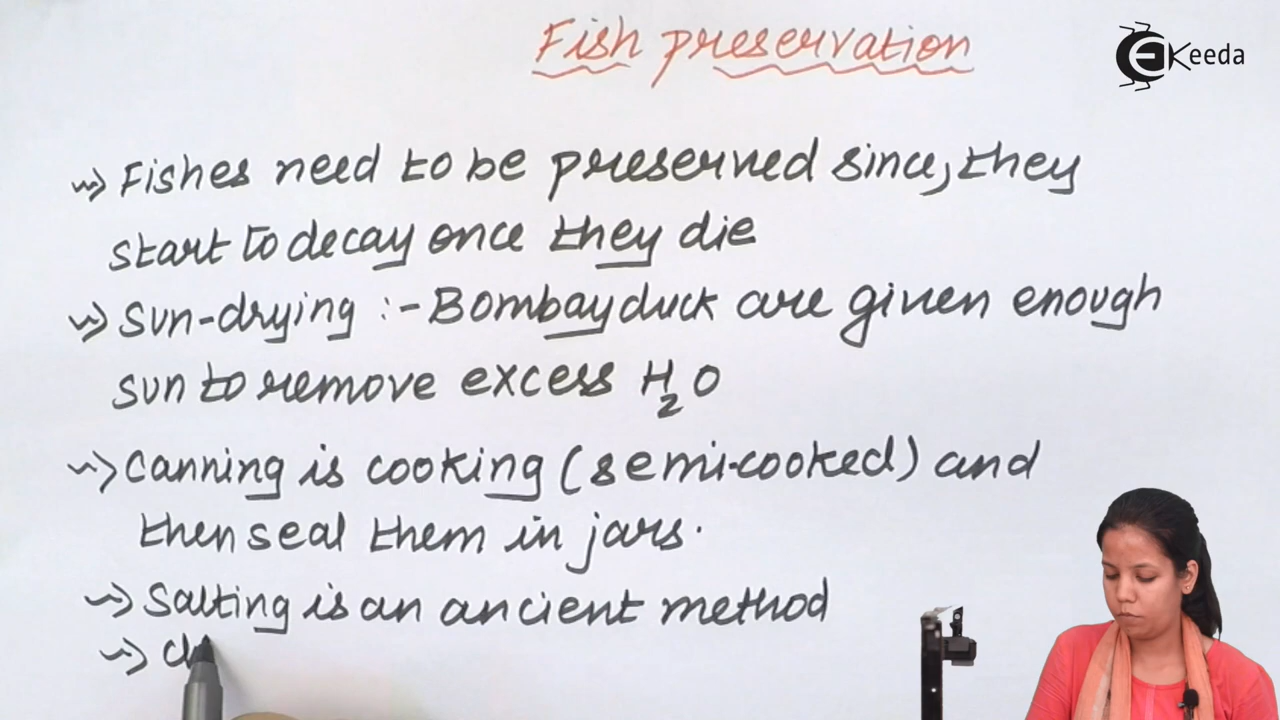 Fish preservation
EKeeda
Fishes need to be preserved since, they
start to decay once they die
Sun-drying :- Bombay duck are given enough
sun to remove excess H₂O
Canning is cooking (semi-cooked) and
then seal them in jars.
Salting is an ancient method